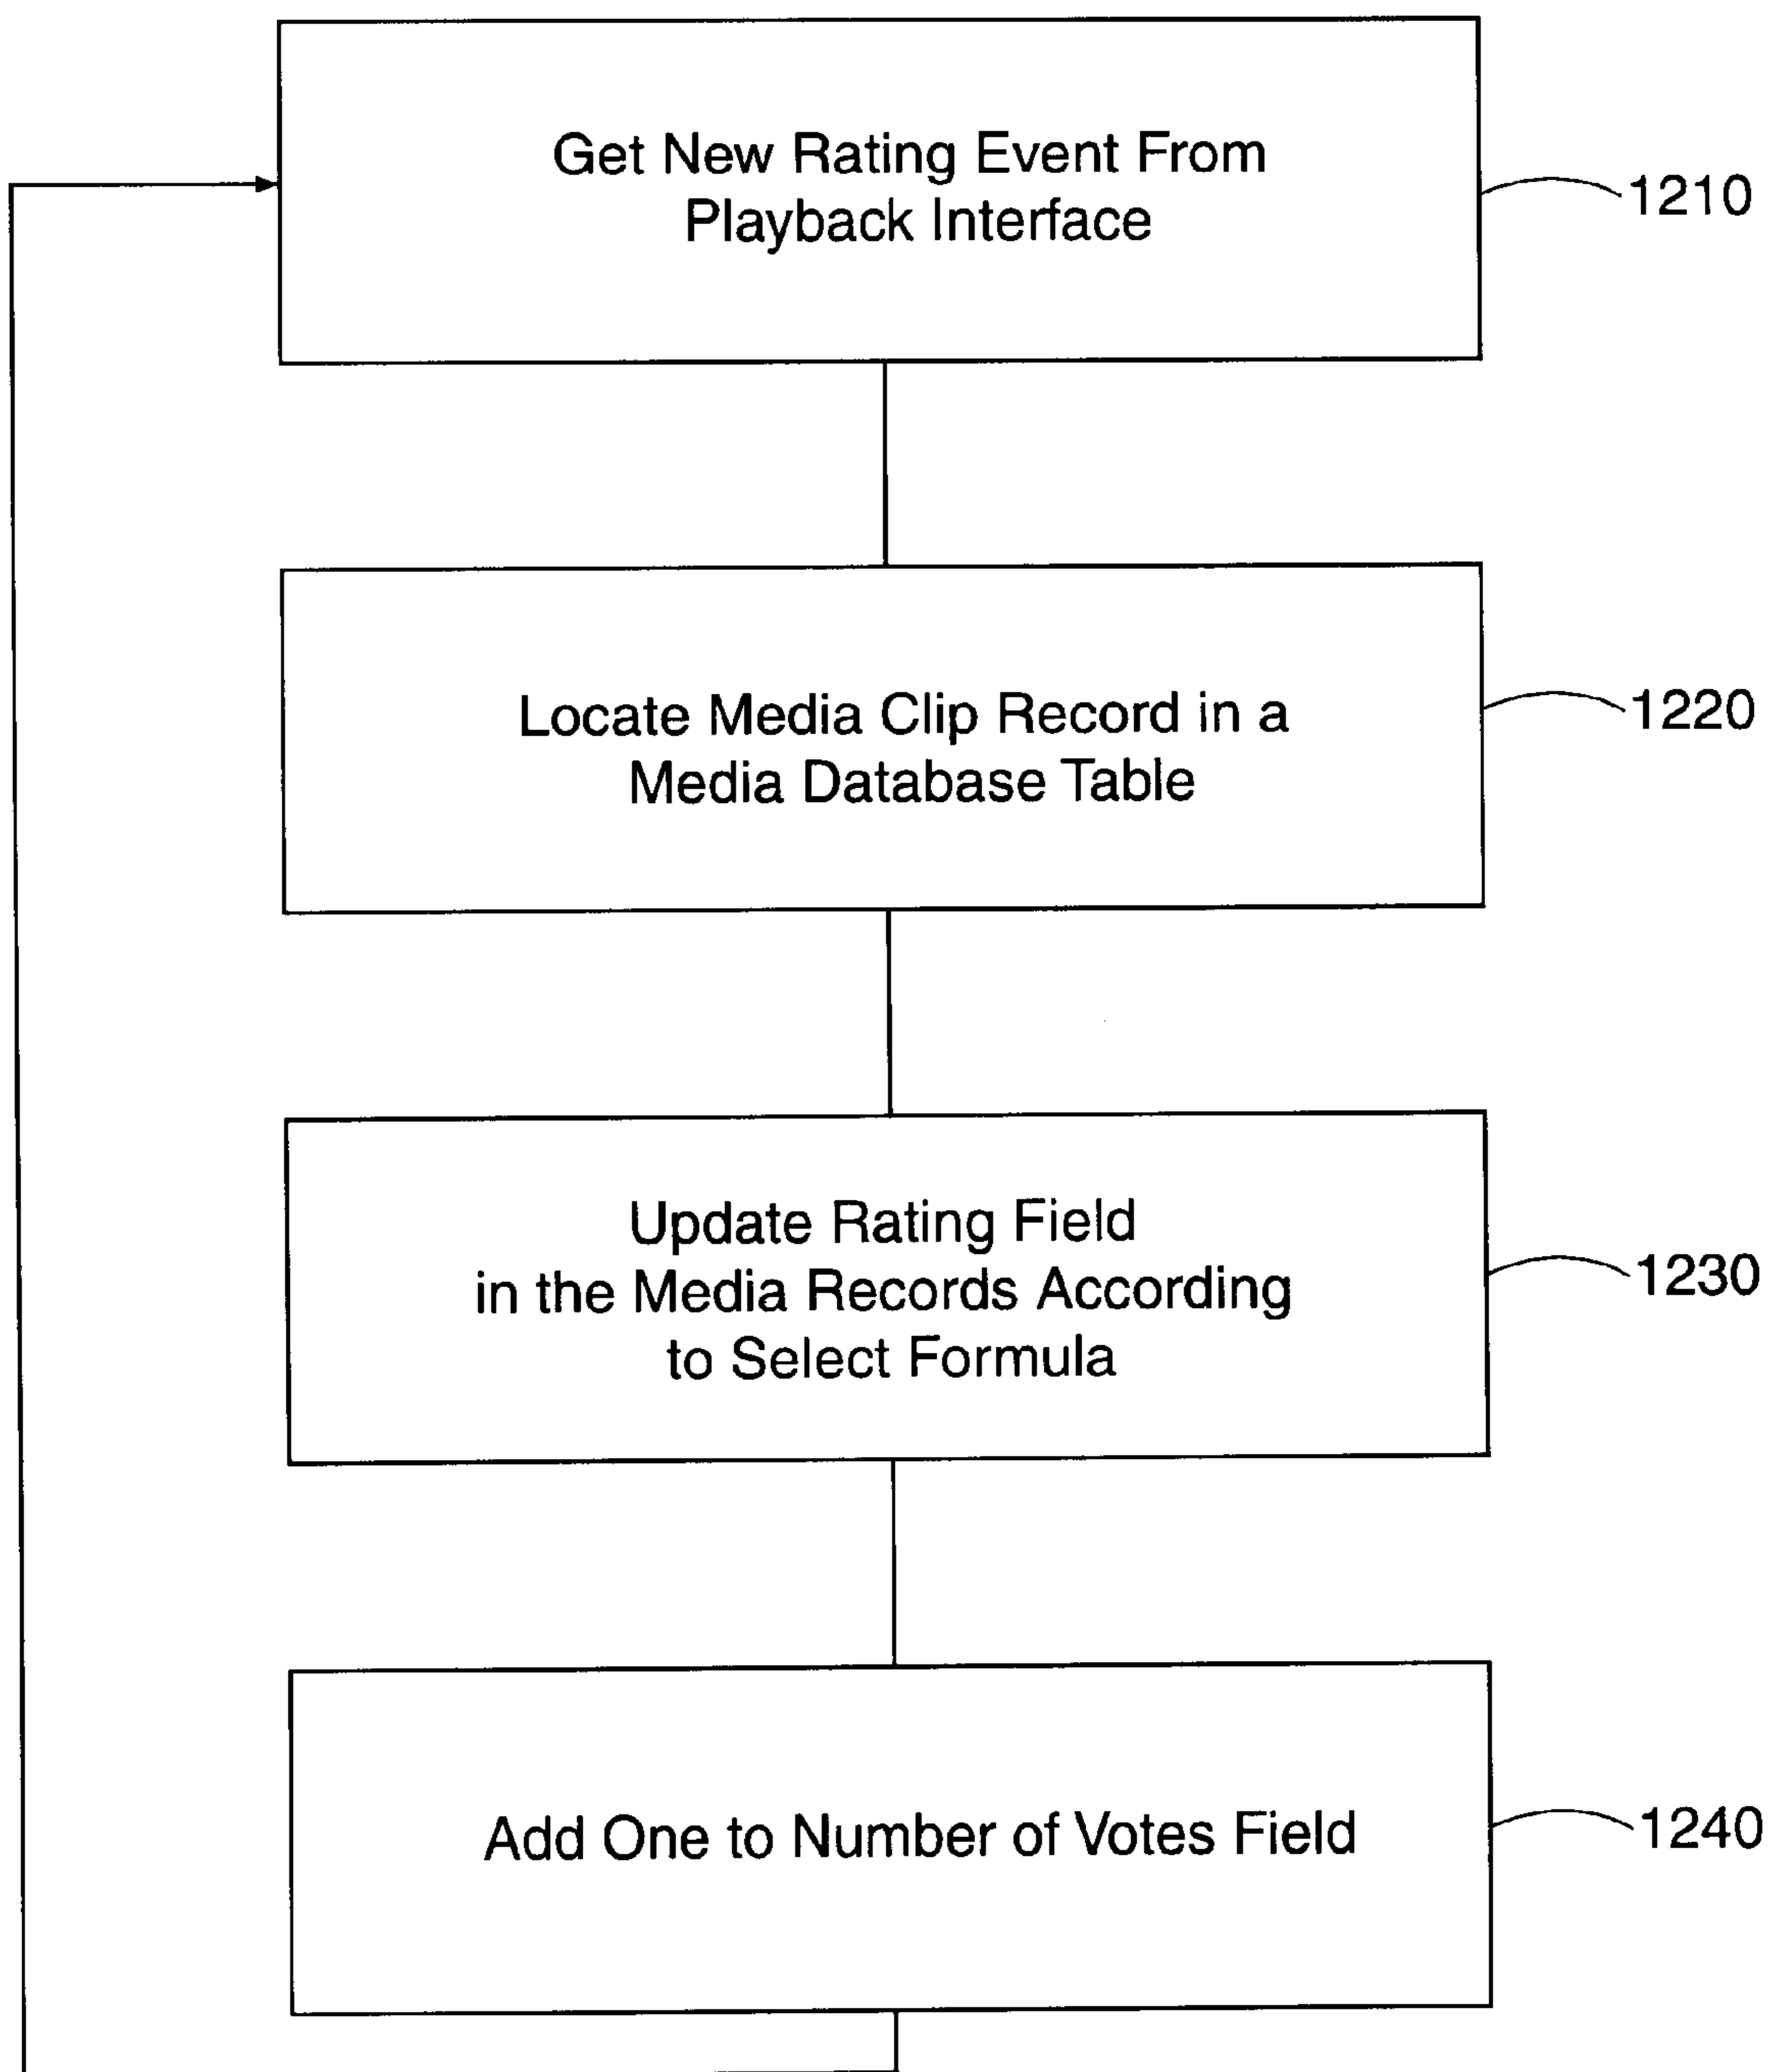 Get New Rating Event From
Playback Interface
1210
Locate Media Clip Record in a
Media Database Table
1220
Update Rating Field
in the Media Records According
to Select Formula
1230
Add One to Number of Votes Field
1240